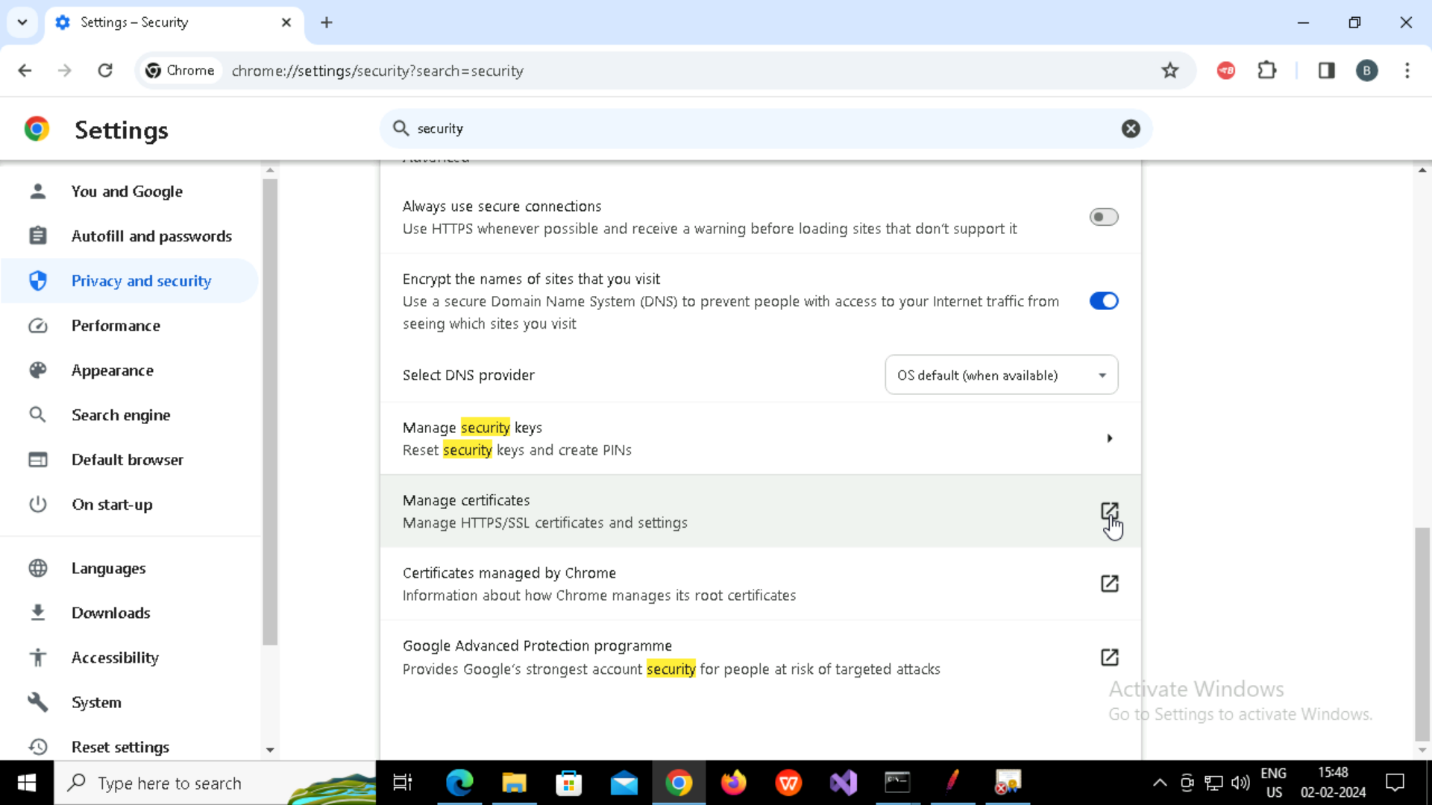 Settings – Security
Chrome
chrome://settings/security?search=security
B
Settings
security
You and Google
Autofill and passwords
Privacy and security
Performance
Appearance
Search engine
Default browser
On start-up
Languages
Downloads
Accessibility
System
Reset settings
Advanced
Always use secure connections
Use HTTPS whenever possible and receive a warning before loading sites that don't support it
Encrypt the names of sites that you visit
Use a secure Domain Name System (DNS) to prevent people with access to your Internet traffic from
seeing which sites you visit
Select DNS provider
OS default (when available)
Manage security keys
Reset security keys and create PINs
Manage certificates
Manage HTTPS/SSL certificates and settings
Certificates managed by Chrome
Information about how Chrome manages its root certificates
Google Advanced Protection programme
Provides Google's strongest account security for people at risk of targeted attacks
Activate Windows
Go to Settings to activate Windows.
Type here to search
ENG
US
15:48
02-02-2024